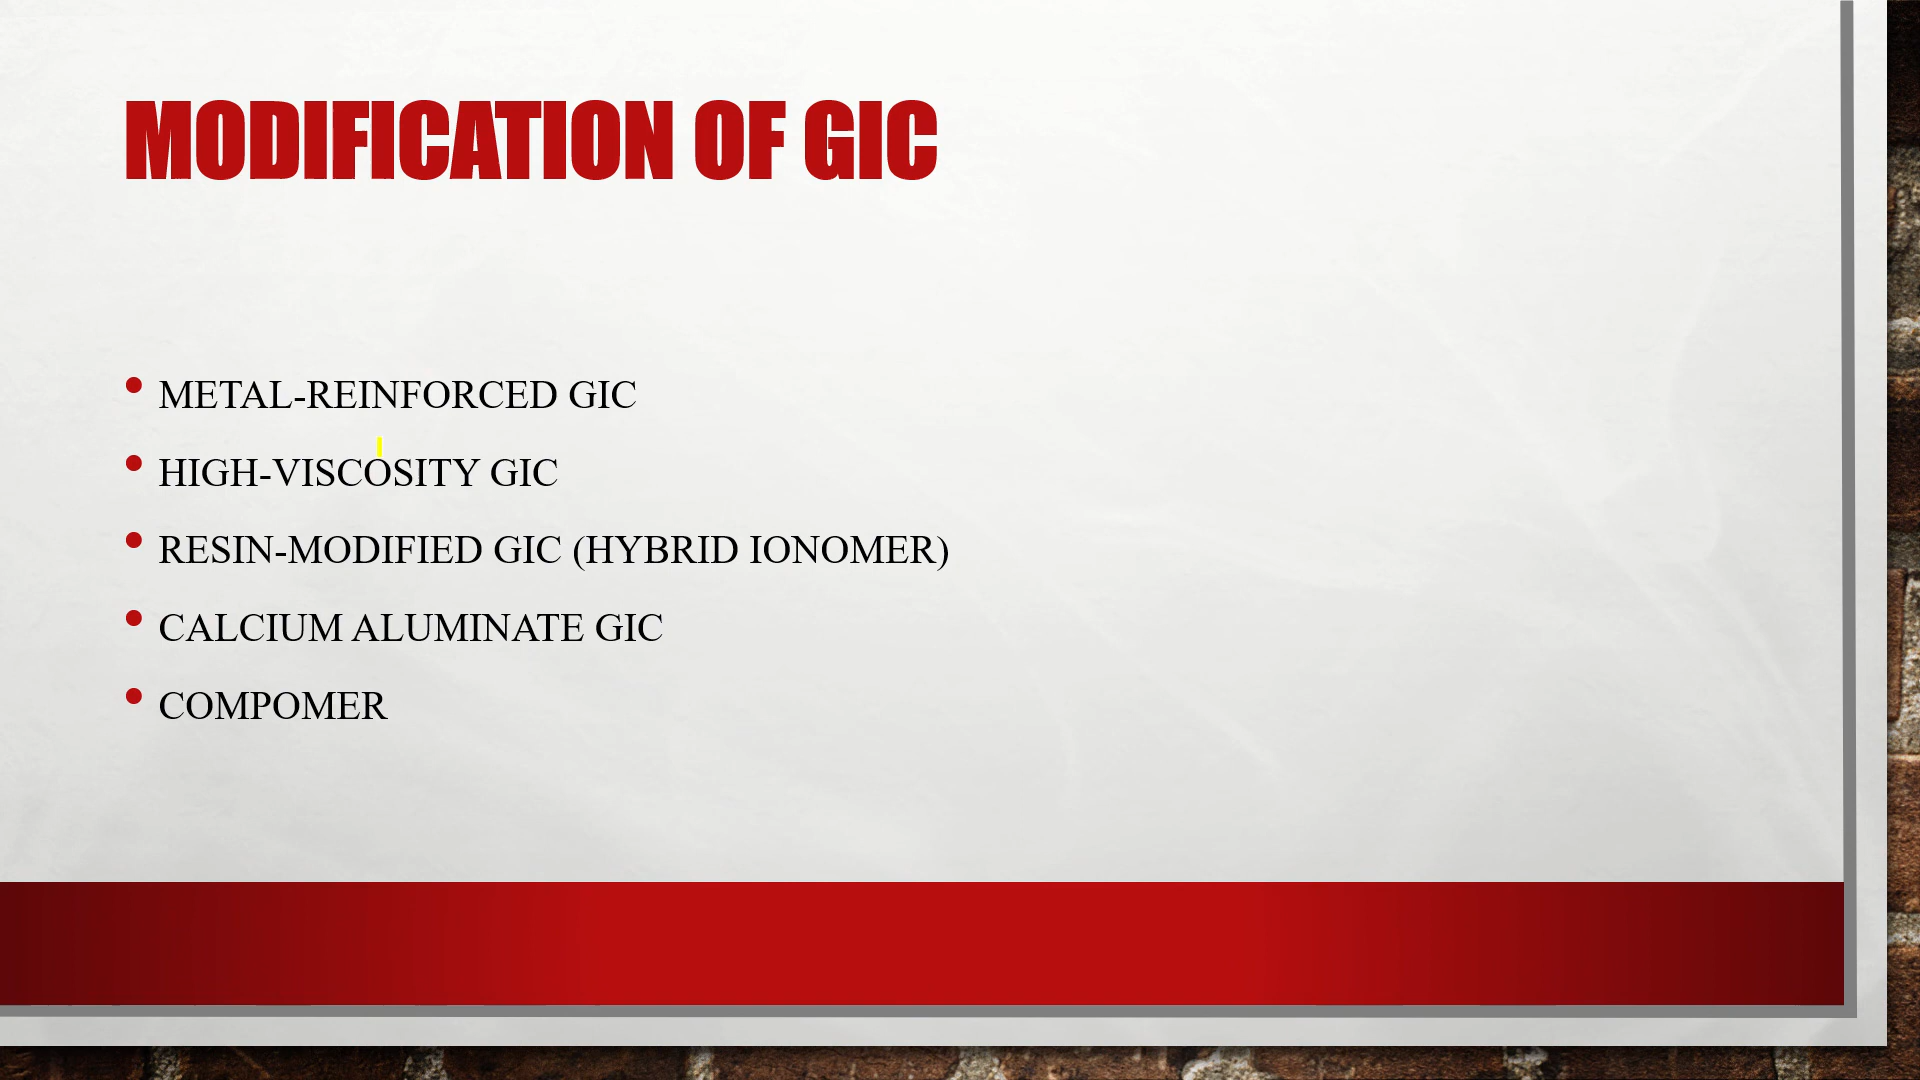 MODIFICATION OF GIC
• METAL-REINFORCED GIC
• HIGH-VISCOSITY GIC
• RESIN-MODIFIED GIC (HYBRID IONOMER)
• CALCIUM ALUMINATE GIC
• COMPOMER